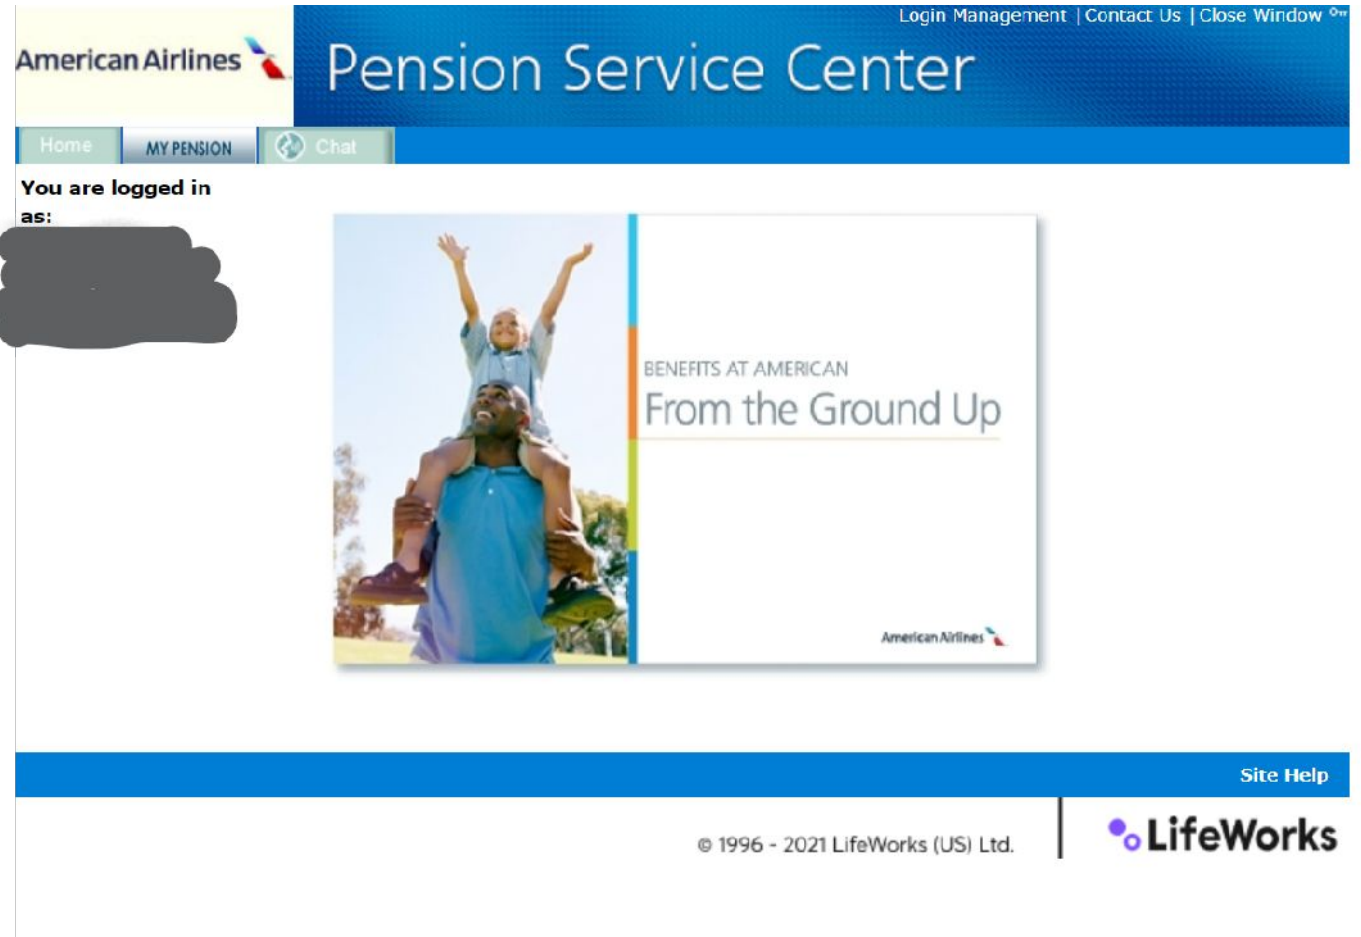 Login Management | Contact Us | Close Window
American Airlines
Pension Service Center
Home
MY PENSION
Chat
You are logged in
as:
BENEFITS AT AMERICAN
From the Ground Up
American Airlines
Site Help
© 1996 - 2021 LifeWorks (US) Ltd.
LifeWorks